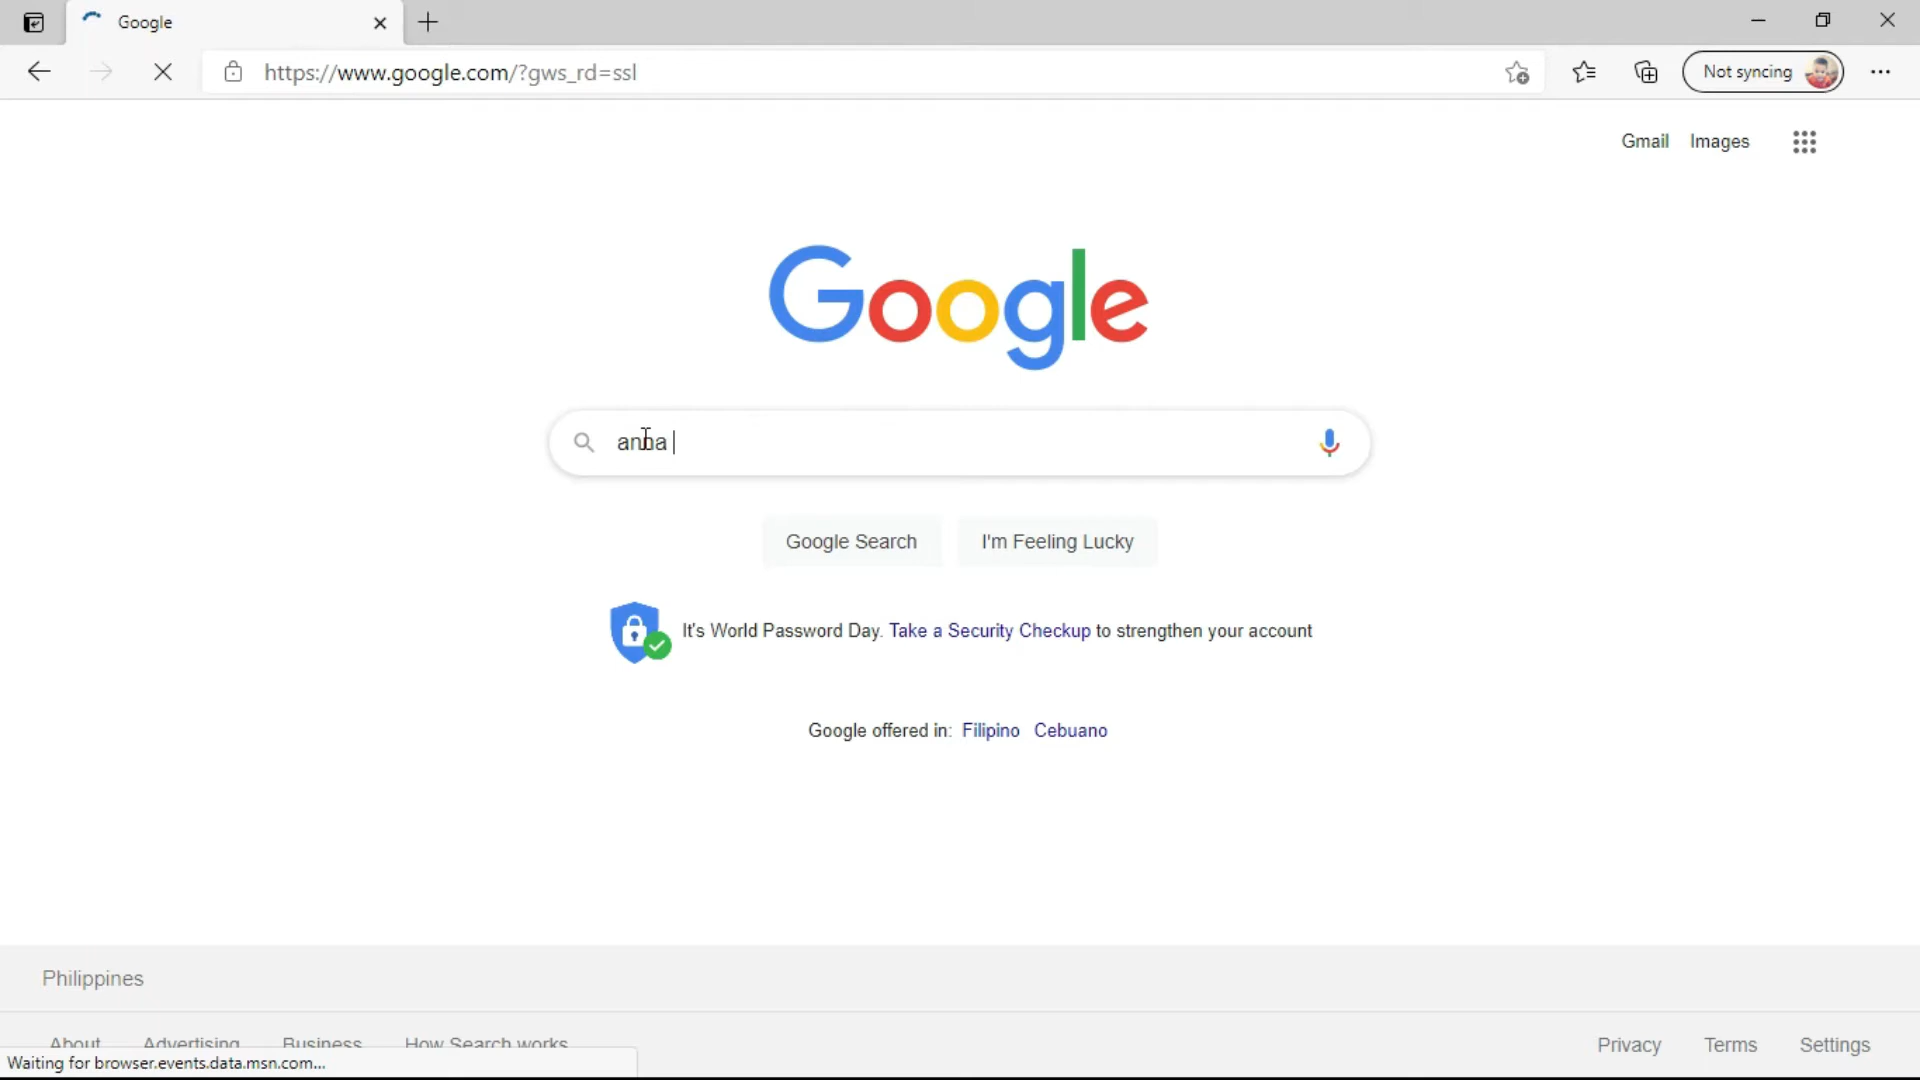 Google
https://www.google.com/?gws_rd=ssl
Not syncing
Gmail Images
Google
anna
Google Search I'm Feeling Lucky
It's World Password Day. Take a Security Checkup to strengthen your account
Google offered in: Filipino Cebuano
Philippines
About Advertising Business How Search works Privacy Terms Settings
Waiting for browser.events.data.msn.com...